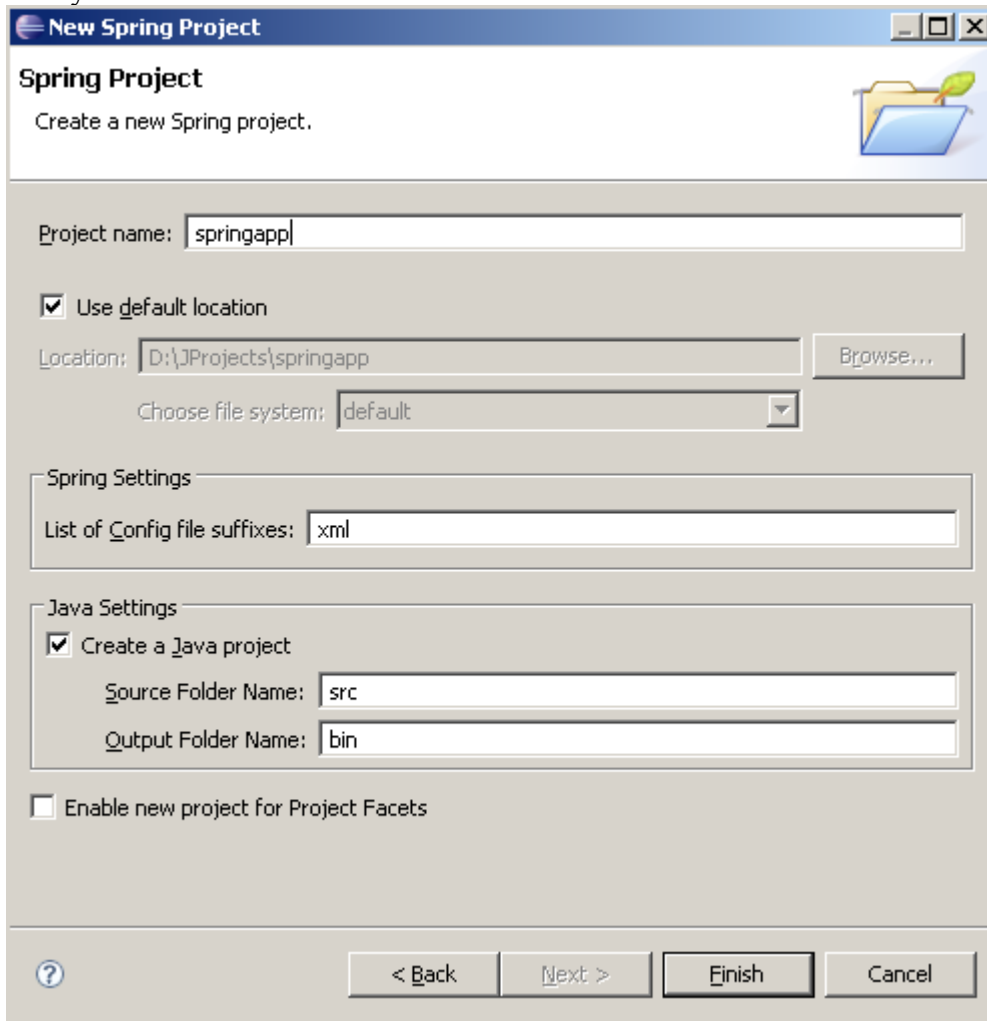 New Spring Project
Spring Project
Create a new Spring project.
Project name: springapp
Use default location
Location: D:\JProjects\springapp Browse...
Choose file system: default
Spring Settings
List of Config file suffixes: xml
Java Settings
Create a Java project
Source Folder Name: src
Output Folder Name: bin
Enable new project for Project Facets
? < Back Next > Finish Cancel